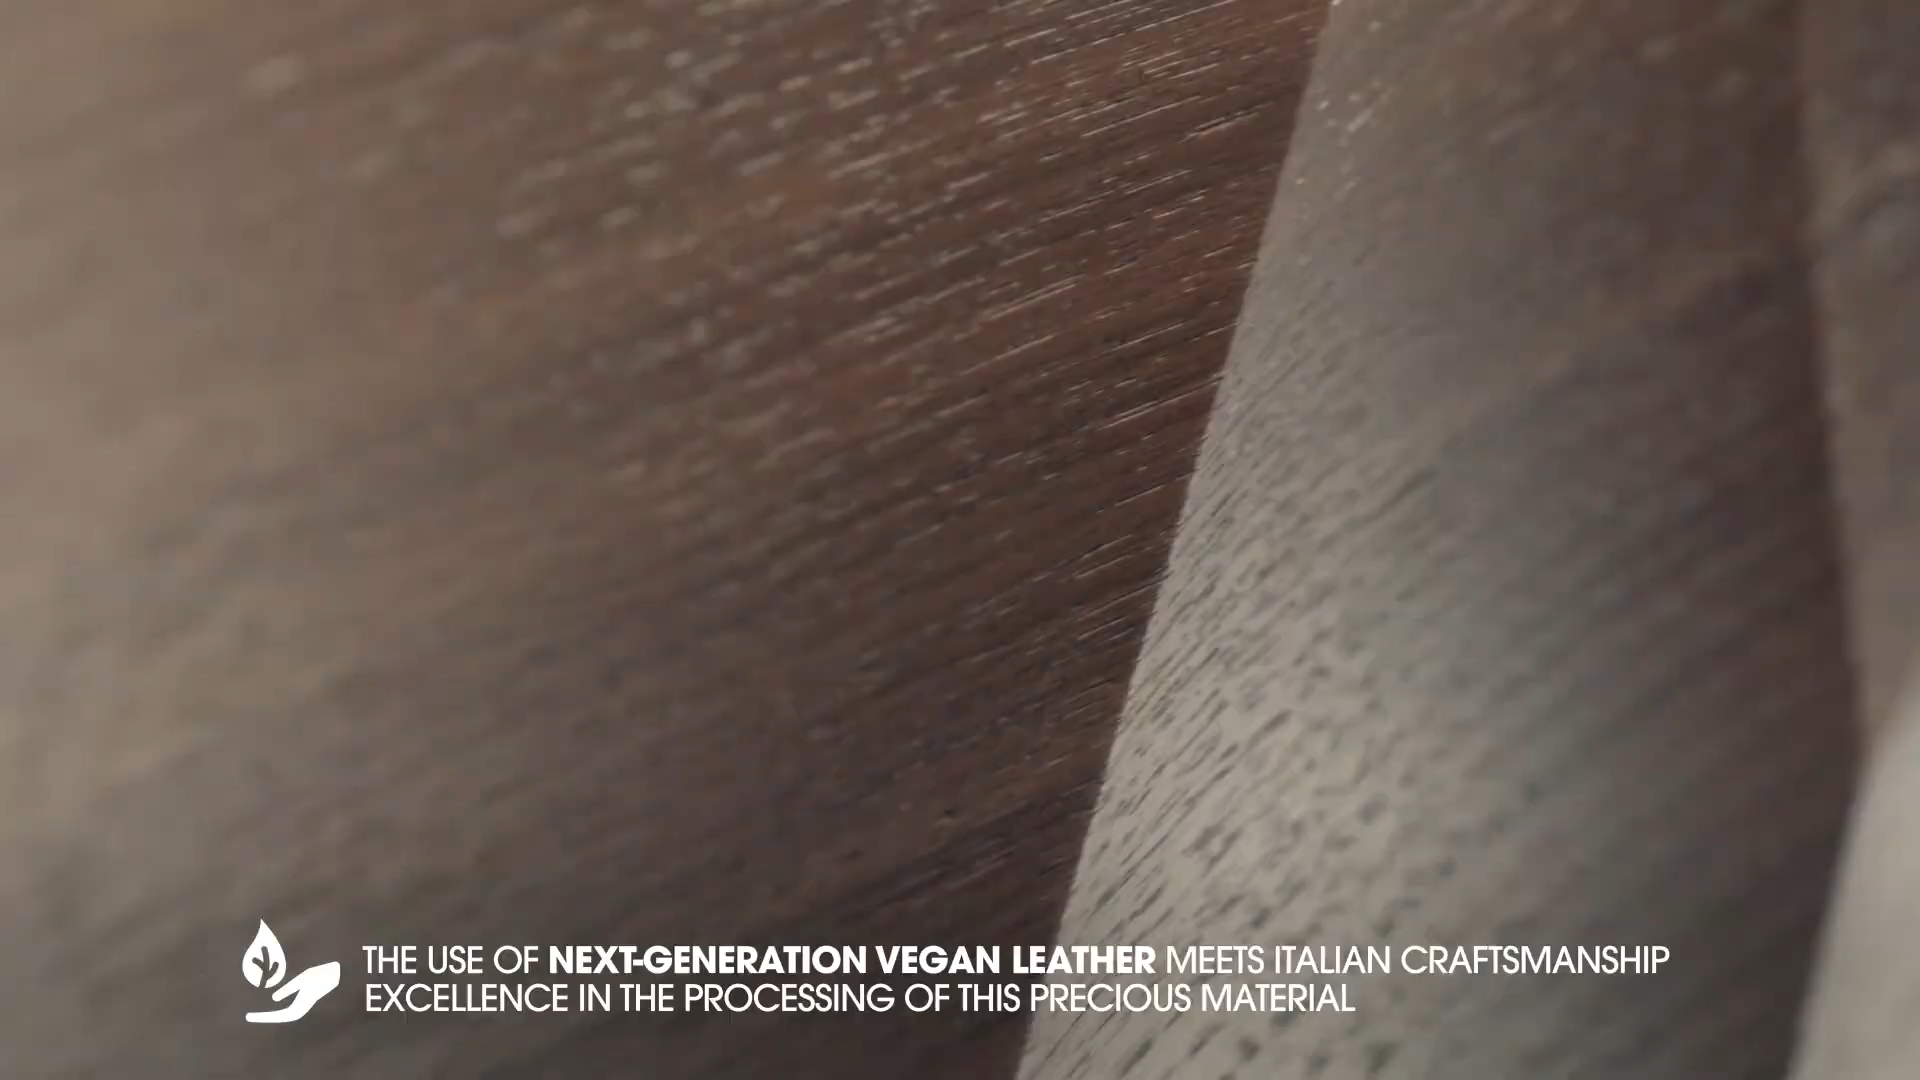 THE USE OF NEXT-GENERATION VEGAN LEATHER MEETS ITALIAN CRAFTSMANSHIP
EXCELLENCE IN THE PROCESSING OF THIS PRECIOUS MATERIAL